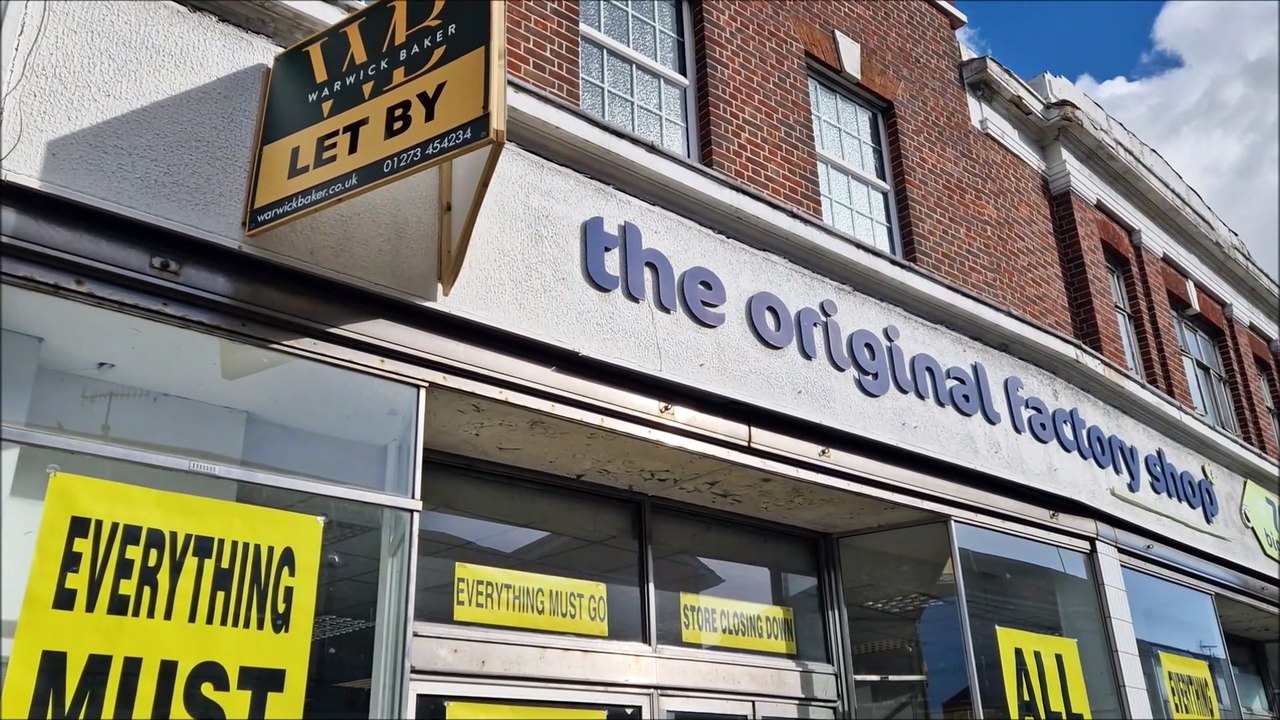 WB
WARWICK BAKER
LET BY
01273 454234
warwickbaker.co.uk
the original factory shop
EVERYTHING
MUST
EVERYTHING MUST GO
STORE CLOSING DOWN
ALL
EVERYTHING